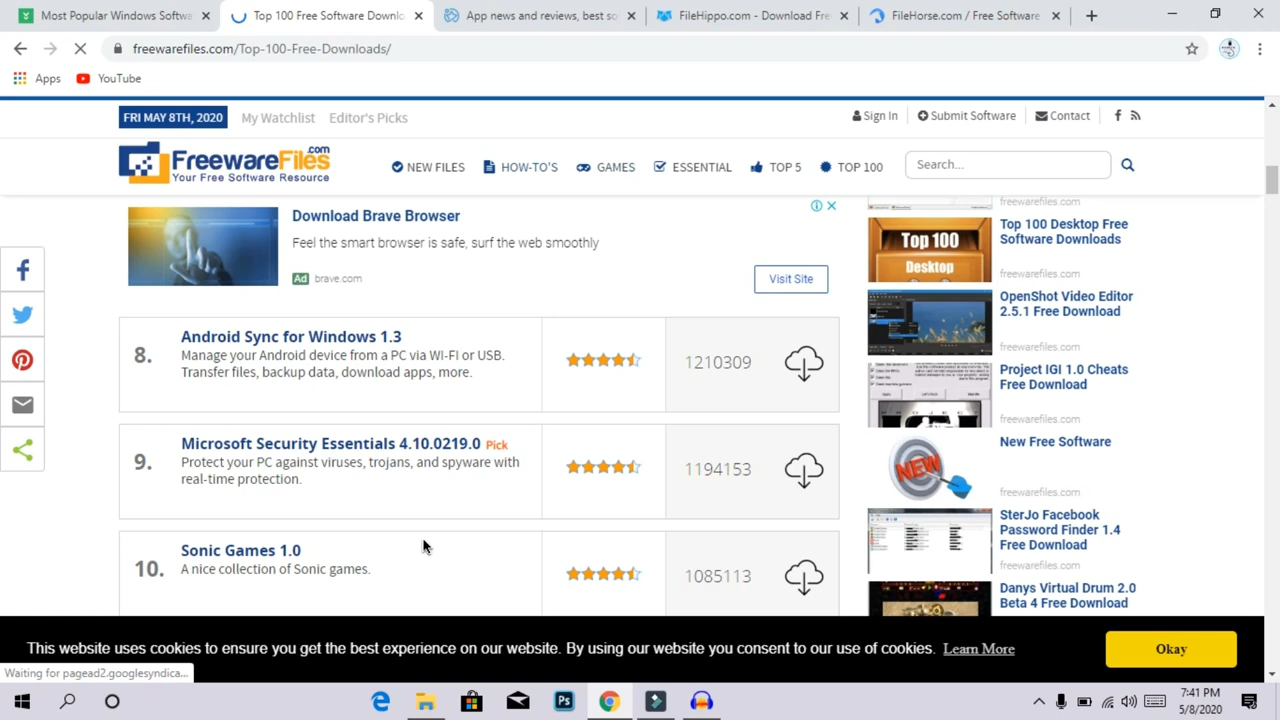 Most Popular Windows Softwa
Top 100 Free Software Downlo
App news and reviews, best so
FileHippo.com - Download Fre
FileHorse.com / Free Software
freewarefiles.com/Top-100-Free-Downloads/
Apps
YouTube
FRI MAY 8TH, 2020
My Watchlist
Editor's Picks
Sign In
Submit Software
Contact
FreewareFiles.com
Your Free Software Resource
NEW FILES
HOW-TO'S
GAMES
ESSENTIAL
TOP 5
TOP 100
Search...
Download Brave Browser
Feel the smart browser is safe, surf the web smoothly
Ad brave.com
Visit Site
8.
Android Sync for Windows 1.3
Manage your Android device from a PC via WI-FI or USB.
Transfer files, backup data, download apps, more.
1210309
9.
Microsoft Security Essentials 4.10.0219.0 Pick
Protect your PC against viruses, trojans, and spyware with
real-time protection.
1194153
10.
Sonic Games 1.0
A nice collection of Sonic games.
1085113
freewarefiles.com
Top 100
Desktop
Top 100 Desktop Free
Software Downloads
freewarefiles.com
OpenShot Video Editor
2.5.1 Free Download
freewarefiles.com
Project IGI 1.0 Cheats
Free Download
freewarefiles.com
NEW
New Free Software
freewarefiles.com
SterJo Facebook
Password Finder 1.4
Free Download
freewarefiles.com
Danys Virtual Drum 2.0
Beta 4 Free Download
This website uses cookies to ensure you get the best experience on our website. By using our website you consent to our use of cookies. Learn More
Okay
Waiting for pagead2.googlesyndica...
Ps
7:41 PM
5/8/2020